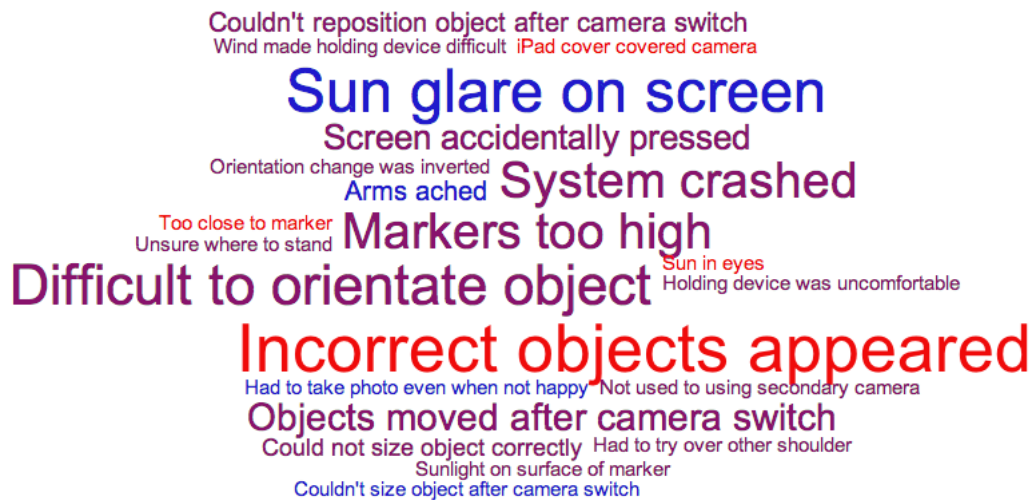 Couldn't reposition object after camera switch
Wind made holding device difficult iPad cover covered camera
Sun glare on screen
Screen accidentally pressed
Orientation change was inverted
Arms ached System crashed
Too close to marker
Unsure where to stand Markers too high
Difficult to orientate object Sun in eyes
Holding device was uncomfortable
Incorrect objects appeared
Had to take photo even when not happy Not used to using secondary camera
Objects moved after camera switch
Could not size object correctly Had to try over other shoulder
Sunlight on surface of marker
Couldn't size object after camera switch